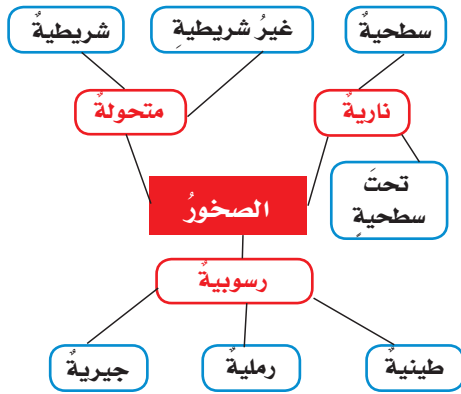 سطحيةٌ
غيرُ شريطيةٍ
شريطيةٌ
ناريةٌ
متحولةٌ
تحتَ
سطحيةٍ
الصخورُ
رسوبيةٌ
طينيةٌ
رمليةٌ
جيريةٌ